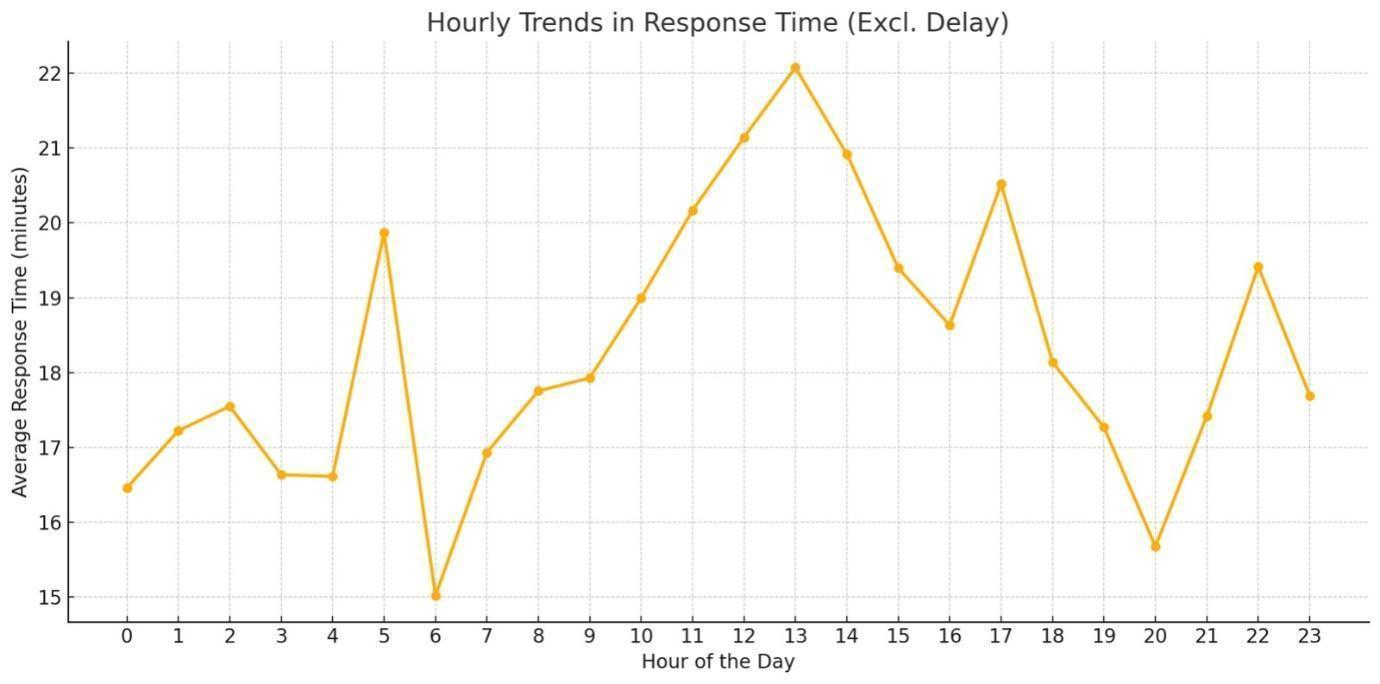 Hourly Trends in Response Time (Excl. Delay)
Average Response Time (minutes)
22
21
20
19
18
17
16
15
0 1 2 3 4 5 6 7 8 9 10 11 12 13 14 15 16 17 18 19 20 21 22 23
Hour of the Day